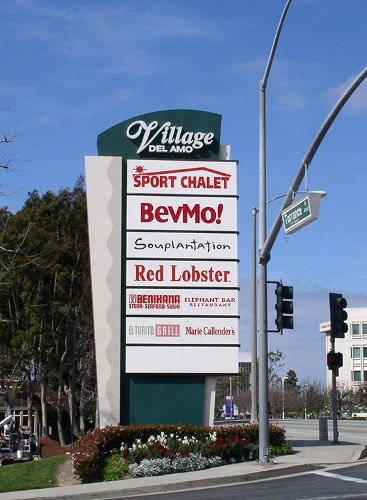 Village
DEL AMO
SPORT CHALET
BevMo!
Souplantation
Red Lobster
BENIHANA
STEAK·SEAFOOD·SUSHI
ELEPHANT BAR
RESTAURANT
EL TORITO GRILL
Marie Callender's
Torrance